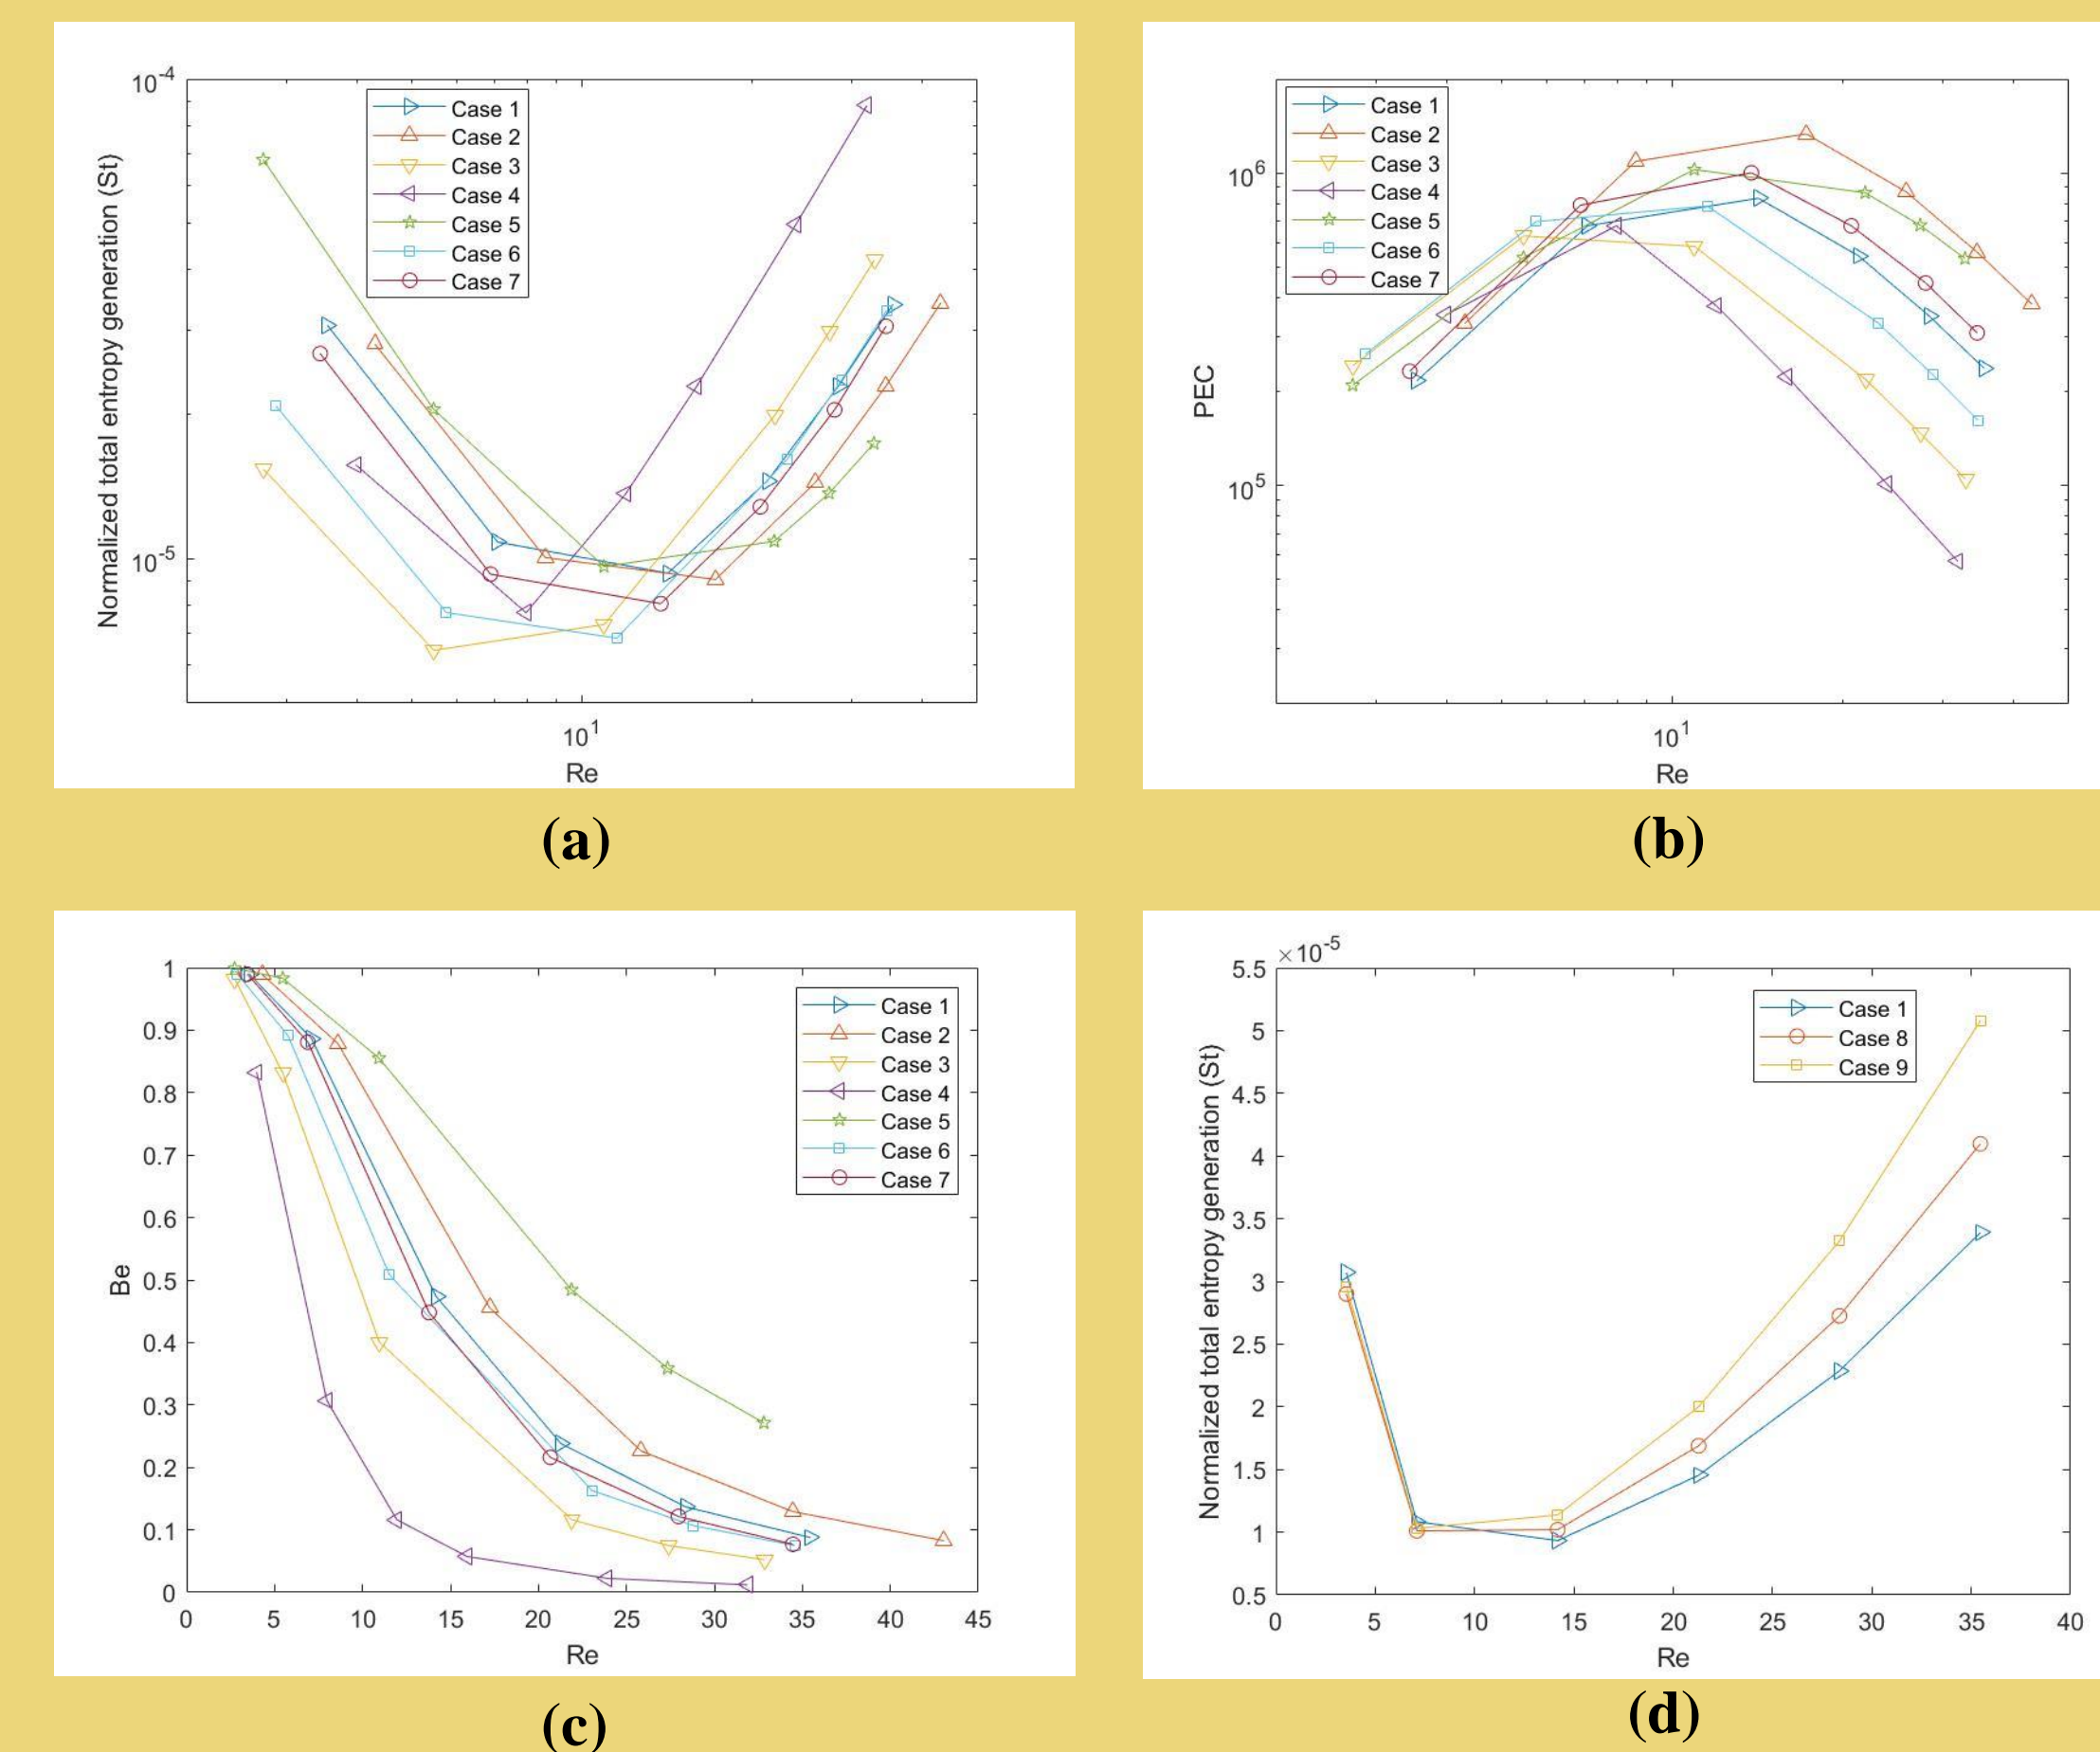 10^-4
10^-5
Normalized total entropy generation (St)
Case 1
Case 2
Case 3
Case 4
Case 5
Case 6
Case 7
10^1
Re
(a)
10^6
10^5
PEC
Case 1
Case 2
Case 3
Case 4
Case 5
Case 6
Case 7
10^1
Re
(b)
1
0.9
0.8
0.7
0.6
0.5
0.4
0.3
0.2
0.1
0
Be
Case 1
Case 2
Case 3
Case 4
Case 5
Case 6
Case 7
0 5 10 15 20 25 30 35 40 45
Re
(c)
×10^-5
5.5
5
4.5
4
3.5
3
2.5
2
1.5
1
0.5
Normalized total entropy generation (St)
Case 1
Case 8
Case 9
0 5 10 15 20 25 30 35 40
Re
(d)